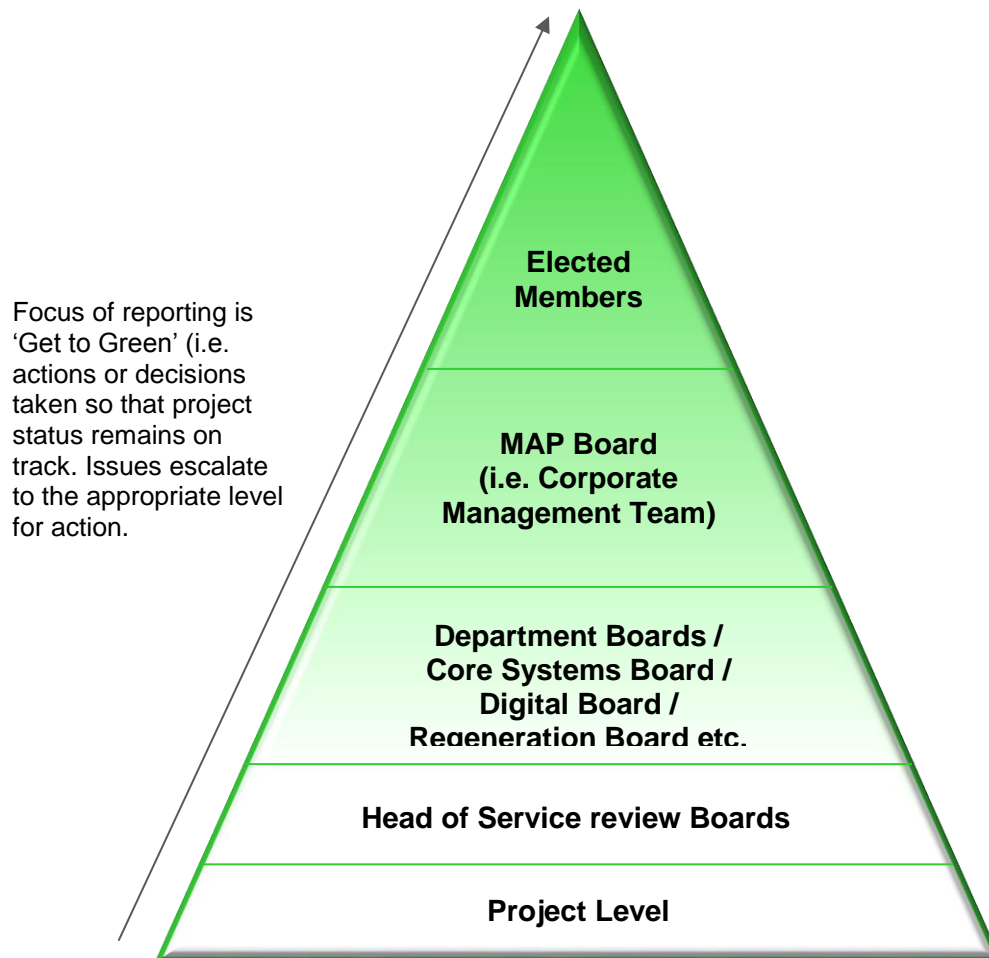 Elected
Members
Focus of reporting is
‘Get to Green’ (i.e.
actions or decisions
taken so that project
status remains on
track. Issues escalate
to the appropriate level
for action.
MAP Board
(i.e. Corporate
Management Team)
Department Boards /
Core Systems Board /
Digital Board /
Regeneration Board etc.
Head of Service review Boards
Project Level